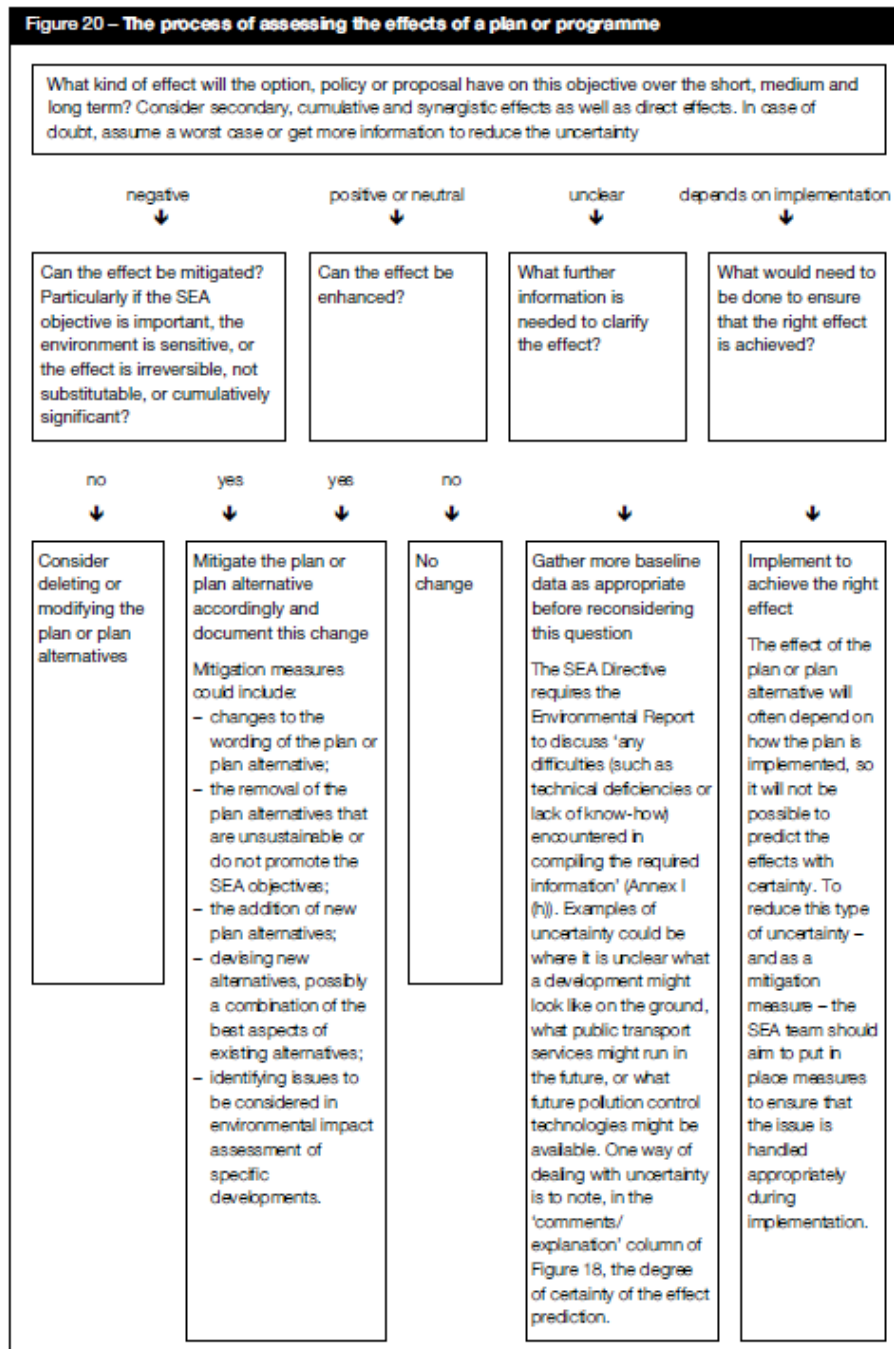 Figure 20 – The process of assessing the effects of a plan or programme
What kind of effect will the option, policy or proposal have on this objective over the short, medium and
long term? Consider secondary, cumulative and synergistic effects as well as direct effects. In case of
doubt, assume a worst case or get more information to reduce the uncertainty
negative
positive or neutral
unclear
depends on implementation
Can the effect be mitigated?
Particularly if the SEA
objective is important, the
environment is sensitive, or
the effect is irreversible, not
substitutable, or cumulatively
significant?
Can the effect be
enhanced?
What further
information is
needed to clarify
the effect?
What would need to
be done to ensure
that the right effect
is achieved?
no
yes
yes
no
Consider
deleting or
modifying the
plan or plan
alternatives
Mitigate the plan or
plan alternative
accordingly and
document this change
Mitigation measures
could include:
– changes to the
wording of the plan or
plan alternative;
– the removal of the
plan alternatives that
are unsustainable or
do not promote the
SEA objectives;
– the addition of new
plan alternatives;
– devising new
alternatives, possibly
a combination of the
best aspects of
existing alternatives;
– identifying issues to
be considered in
environmental impact
assessment of
specific
developments.
No
change
Gather more baseline
data as appropriate
before reconsidering
this question
The SEA Directive
requires the
Environmental Report
to discuss ‘any
difficulties (such as
technical deficiencies or
lack of know-how)
encountered in
compiling the required
information’ (Annex I
(h)). Examples of
uncertainty could be
where it is unclear what
a development might
look like on the ground,
what public transport
services might run in
the future, or what
future pollution control
technologies might be
available. One way of
dealing with uncertainty
is to note, in the
‘comments/
explanation’ column of
Figure 18, the degree
of certainty of the effect
prediction.
Implement to
achieve the right
effect
The effect of the
plan or plan
alternative will
often depend on
how the plan is
implemented, so
it will not be
possible to
predict the
effects with
certainty. To
reduce this type
of uncertainty –
and as a
mitigation
measure – the
SEA team should
aim to put in
place measures
to ensure that
the issue is
handled
appropriately
during
implementation.